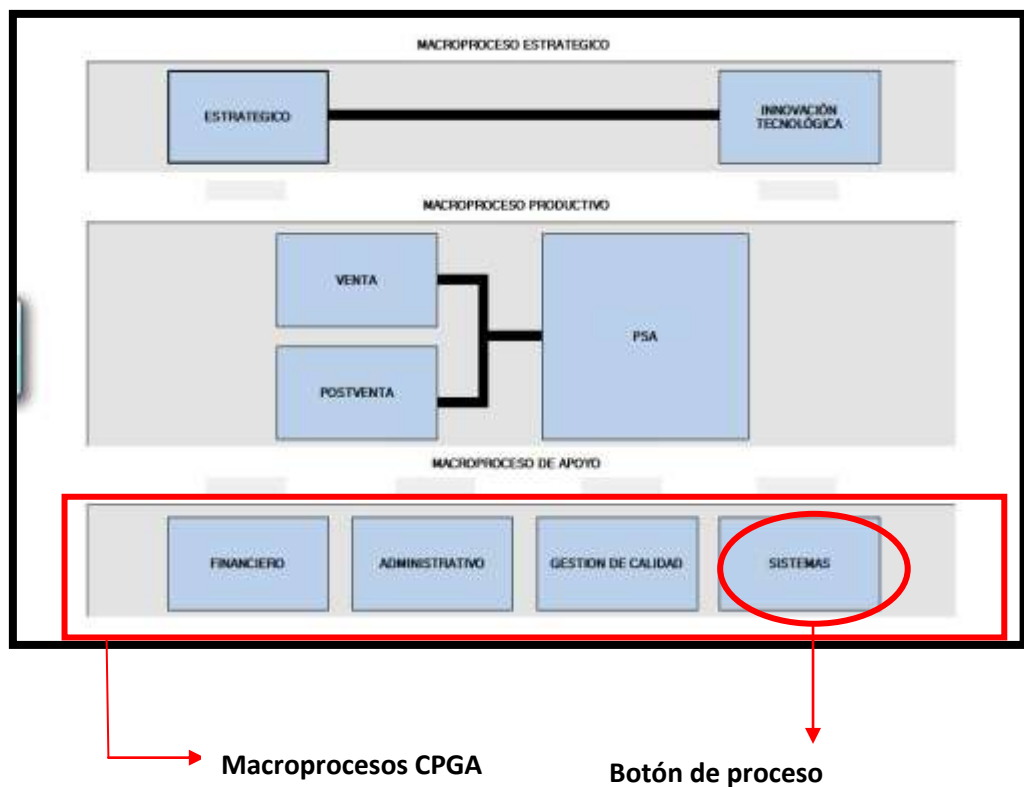 MACROPROCESO ESTRATEGICO
ESTRATEGICO
INNOVACIÓN
TECNOLÓGICA
MACROPROCESO PRODUCTIVO
VENTA
PSA
POSTVENTA
MACROPROCESO DE APOYO
FINANCIERO
ADMINISTRATIVO
GESTION DE CALIDAD
SISTEMAS
Macroprocesos CPGA
Botón de proceso